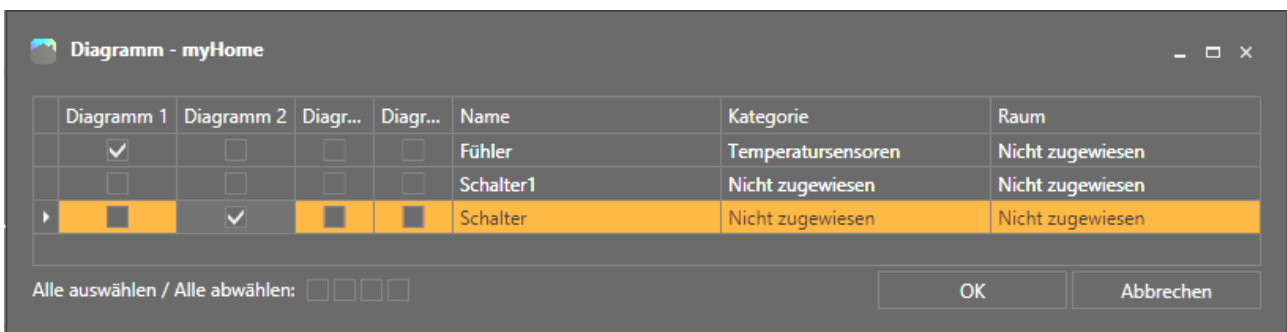 Diagramm - myHome
Diagramm 1 Diagramm 2 Diagr... Diagr... Name Kategorie Raum
Fühler Temperatursensoren Nicht zugewiesen
Schalter1 Nicht zugewiesen Nicht zugewiesen
Schalter Nicht zugewiesen Nicht zugewiesen
Alle auswählen / Alle abwählen: OK Abbrechen